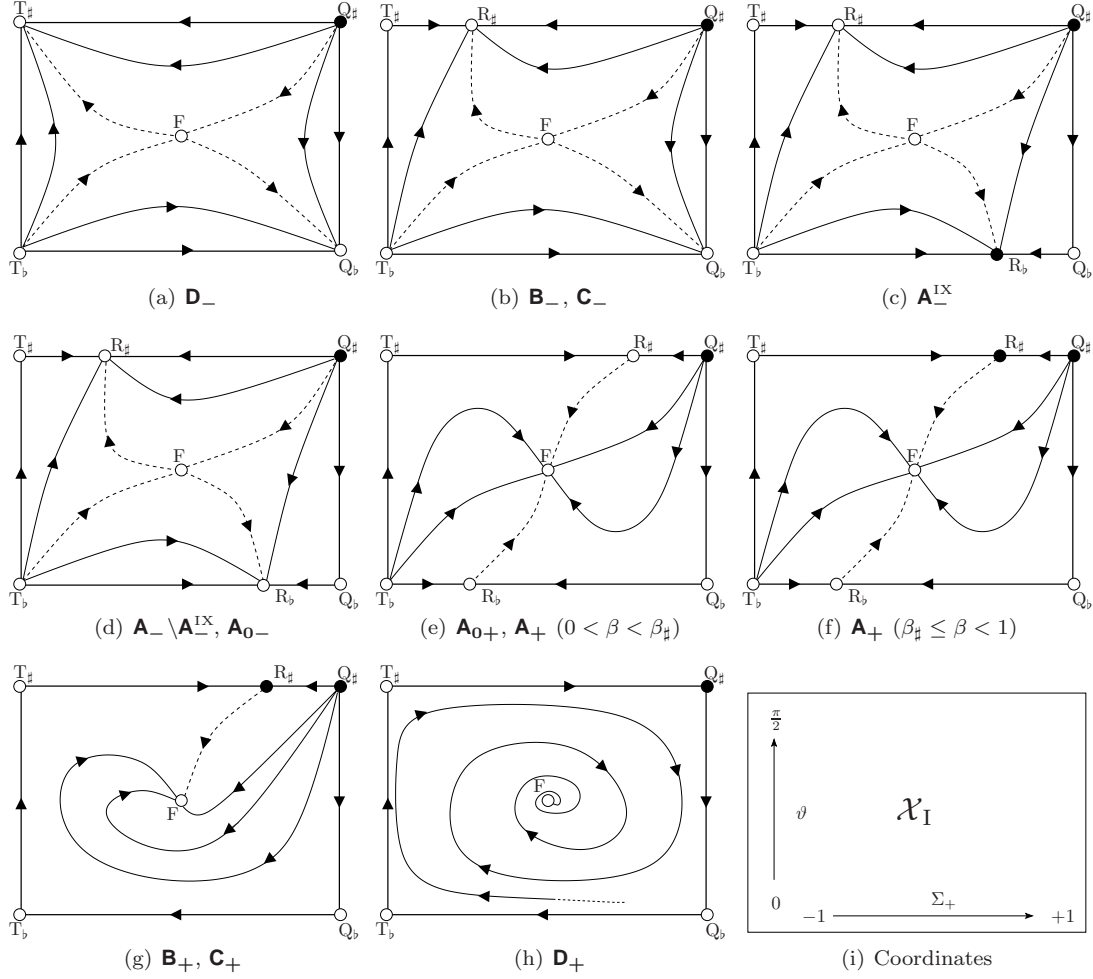 T♯ Q♯ T♯ R♯ Q♯ T♯ R♯ Q♯
F F F
T♭ Q♭ T♭ Q♭ T♭ R♭ Q♭
(a) D₋ (b) B₋, C₋ (c) A₋^IX
T♯ R♯ Q♯ T♯ R♯ Q♯ T♯ R♯ Q♯
F F F
T♭ R♭ Q♭ T♭ R♭ Q♭ T♭ R♭ Q♭
(d) A₋\A₋^IX, A₀₋ (e) A₀₊, A₊ (0 < β < β♯) (f) A₊ (β♯ ≤ β < 1)
T♯ R♯ Q♯ T♯ Q♯
π/2
F F ϑ 𝒳_I
0 −1 Σ₊ +1
T♭ Q♭ T♭ Q♭
(g) B₊, C₊ (h) D₊ (i) Coordinates